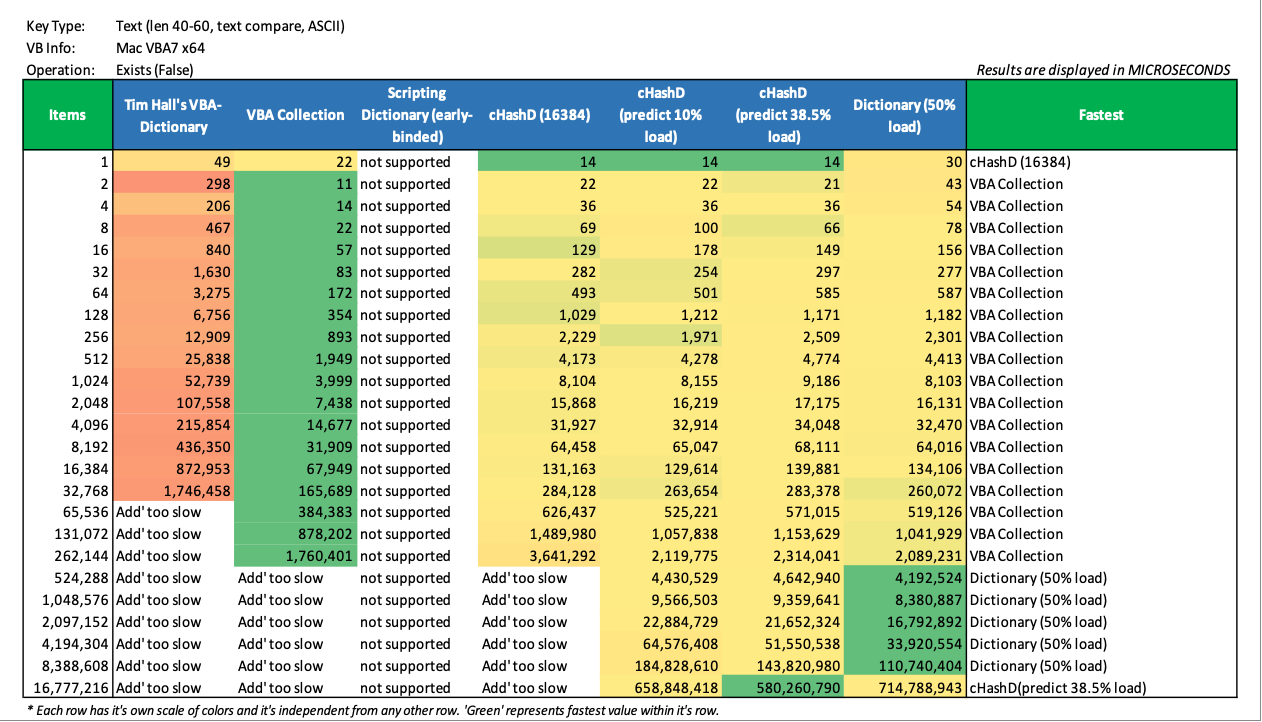 Key Type: Text (len 40-60, text compare, ASCII)
VB Info: Mac VBA7 x64
Operation: Exists (False) Results are displayed in MICROSECONDS
Items Tim Hall's VBA-Dictionary VBA Collection Scripting Dictionary (early-binded) cHashD (16384) cHashD (predict 10% load) cHashD (predict 38.5% load) Dictionary (50% load) Fastest
1 49 22 not supported 14 14 14 30 cHashD (16384)
2 298 11 not supported 22 22 21 43 VBA Collection
4 206 14 not supported 36 36 36 54 VBA Collection
8 467 22 not supported 69 100 66 78 VBA Collection
16 840 57 not supported 129 178 149 156 VBA Collection
32 1,630 83 not supported 282 254 297 277 VBA Collection
64 3,275 172 not supported 493 501 585 587 VBA Collection
128 6,756 354 not supported 1,029 1,212 1,171 1,182 VBA Collection
256 12,909 893 not supported 2,229 1,971 2,509 2,301 VBA Collection
512 25,838 1,949 not supported 4,173 4,278 4,774 4,413 VBA Collection
1,024 52,739 3,999 not supported 8,104 8,155 9,186 8,103 VBA Collection
2,048 107,558 7,438 not supported 15,868 16,219 17,175 16,131 VBA Collection
4,096 215,854 14,677 not supported 31,927 32,914 34,048 32,470 VBA Collection
8,192 436,350 31,909 not supported 64,458 65,047 68,111 64,016 VBA Collection
16,384 872,953 67,949 not supported 131,163 129,614 139,881 134,106 VBA Collection
32,768 1,746,458 165,689 not supported 284,128 263,654 283,378 260,072 VBA Collection
65,536 Add' too slow 384,383 not supported 626,437 525,221 571,015 519,126 VBA Collection
131,072 Add' too slow 878,202 not supported 1,489,980 1,057,838 1,153,629 1,041,929 VBA Collection
262,144 Add' too slow 1,760,401 not supported 3,641,292 2,119,775 2,314,041 2,089,231 VBA Collection
524,288 Add' too slow Add' too slow not supported Add' too slow 4,430,529 4,642,940 4,192,524 Dictionary (50% load)
1,048,576 Add' too slow Add' too slow not supported Add' too slow 9,566,503 9,359,641 8,380,887 Dictionary (50% load)
2,097,152 Add' too slow Add' too slow not supported Add' too slow 22,884,729 21,652,324 16,792,892 Dictionary (50% load)
4,194,304 Add' too slow Add' too slow not supported Add' too slow 64,576,408 51,550,538 33,920,554 Dictionary (50% load)
8,388,608 Add' too slow Add' too slow not supported Add' too slow 184,828,610 143,820,980 110,740,404 Dictionary (50% load)
16,777,216 Add' too slow Add' too slow not supported Add' too slow 658,848,418 580,260,790 714,788,943 cHashD(predict 38.5% load)
* Each row has it's own scale of colors and it's independent from any other row. 'Green' represents fastest value within it's row.